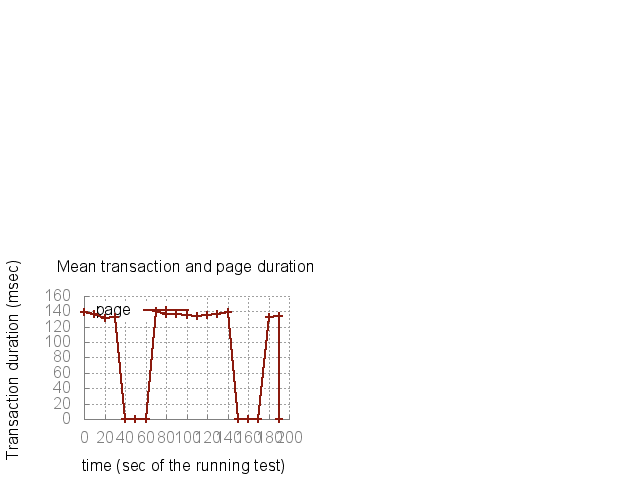 Mean transaction and page duration
Transaction duration (msec)
160
140
120
100
80
60
40
20
0
page
0 20 40 60 80 100 120 140 160 180 200
time (sec of the running test)